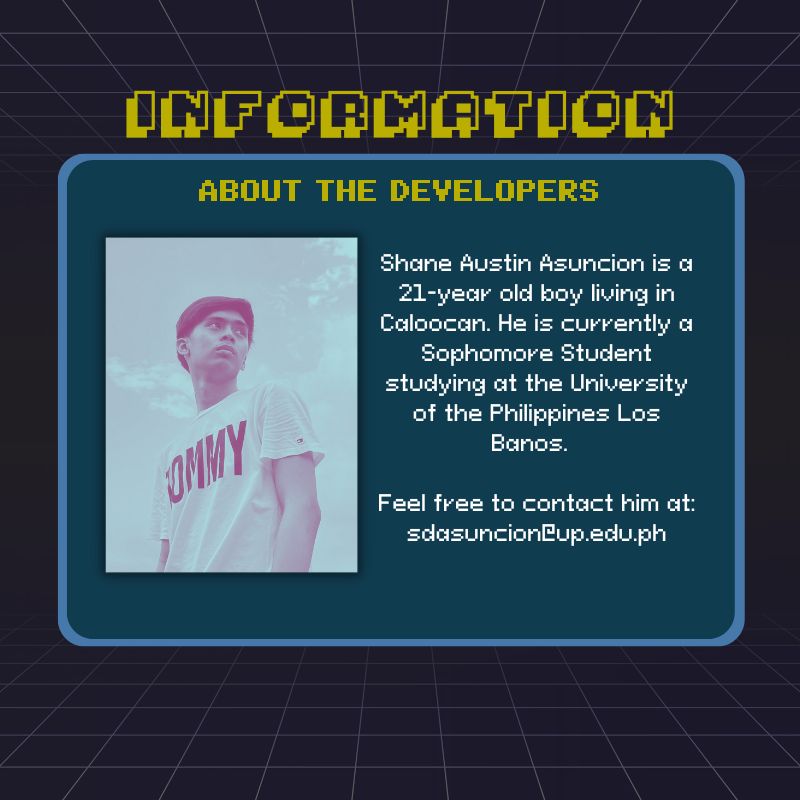 INFORMATION
ABOUT THE DEVELOPERS
Shane Austin Asuncion is a
21-year old boy living in
Caloocan. He is currently a
Sophomore Student
studying at the University
of the Philippines Los
Banos.
Feel free to contact him at:
sdasuncion@up.edu.ph
TOMMY